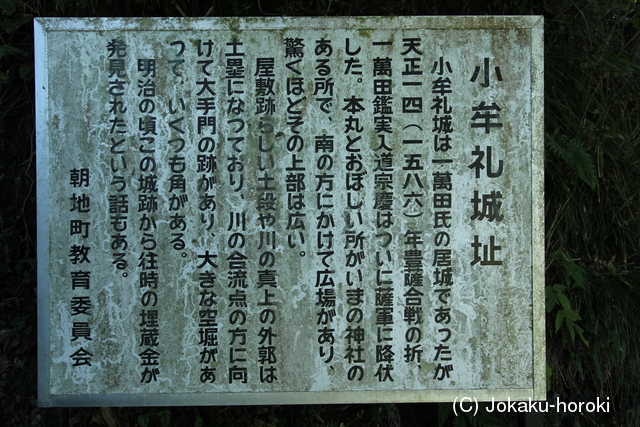 小牟礼城址
小牟礼城は一萬田氏の居城であったが
天正一四（一五八六）年豊薩合戦の折、
一萬田鑑実入道宗慶はついに薩軍に降伏
した。本丸とおぼしい所がいまの神社の
ある所で、南の方にかけて広場があり、
驚くほどその上部は広い。
屋敷跡らしい土段や川の真上の外郭は
土塁になつており、川の合流点の方に向
けて大手門の跡があり、大きな空堀があ
つて、いくつも角がある。
明治の頃この城跡から往時の埋蔵金が
発見されたという話もある。
朝地町教育委員会
(C) Jokaku-horoki